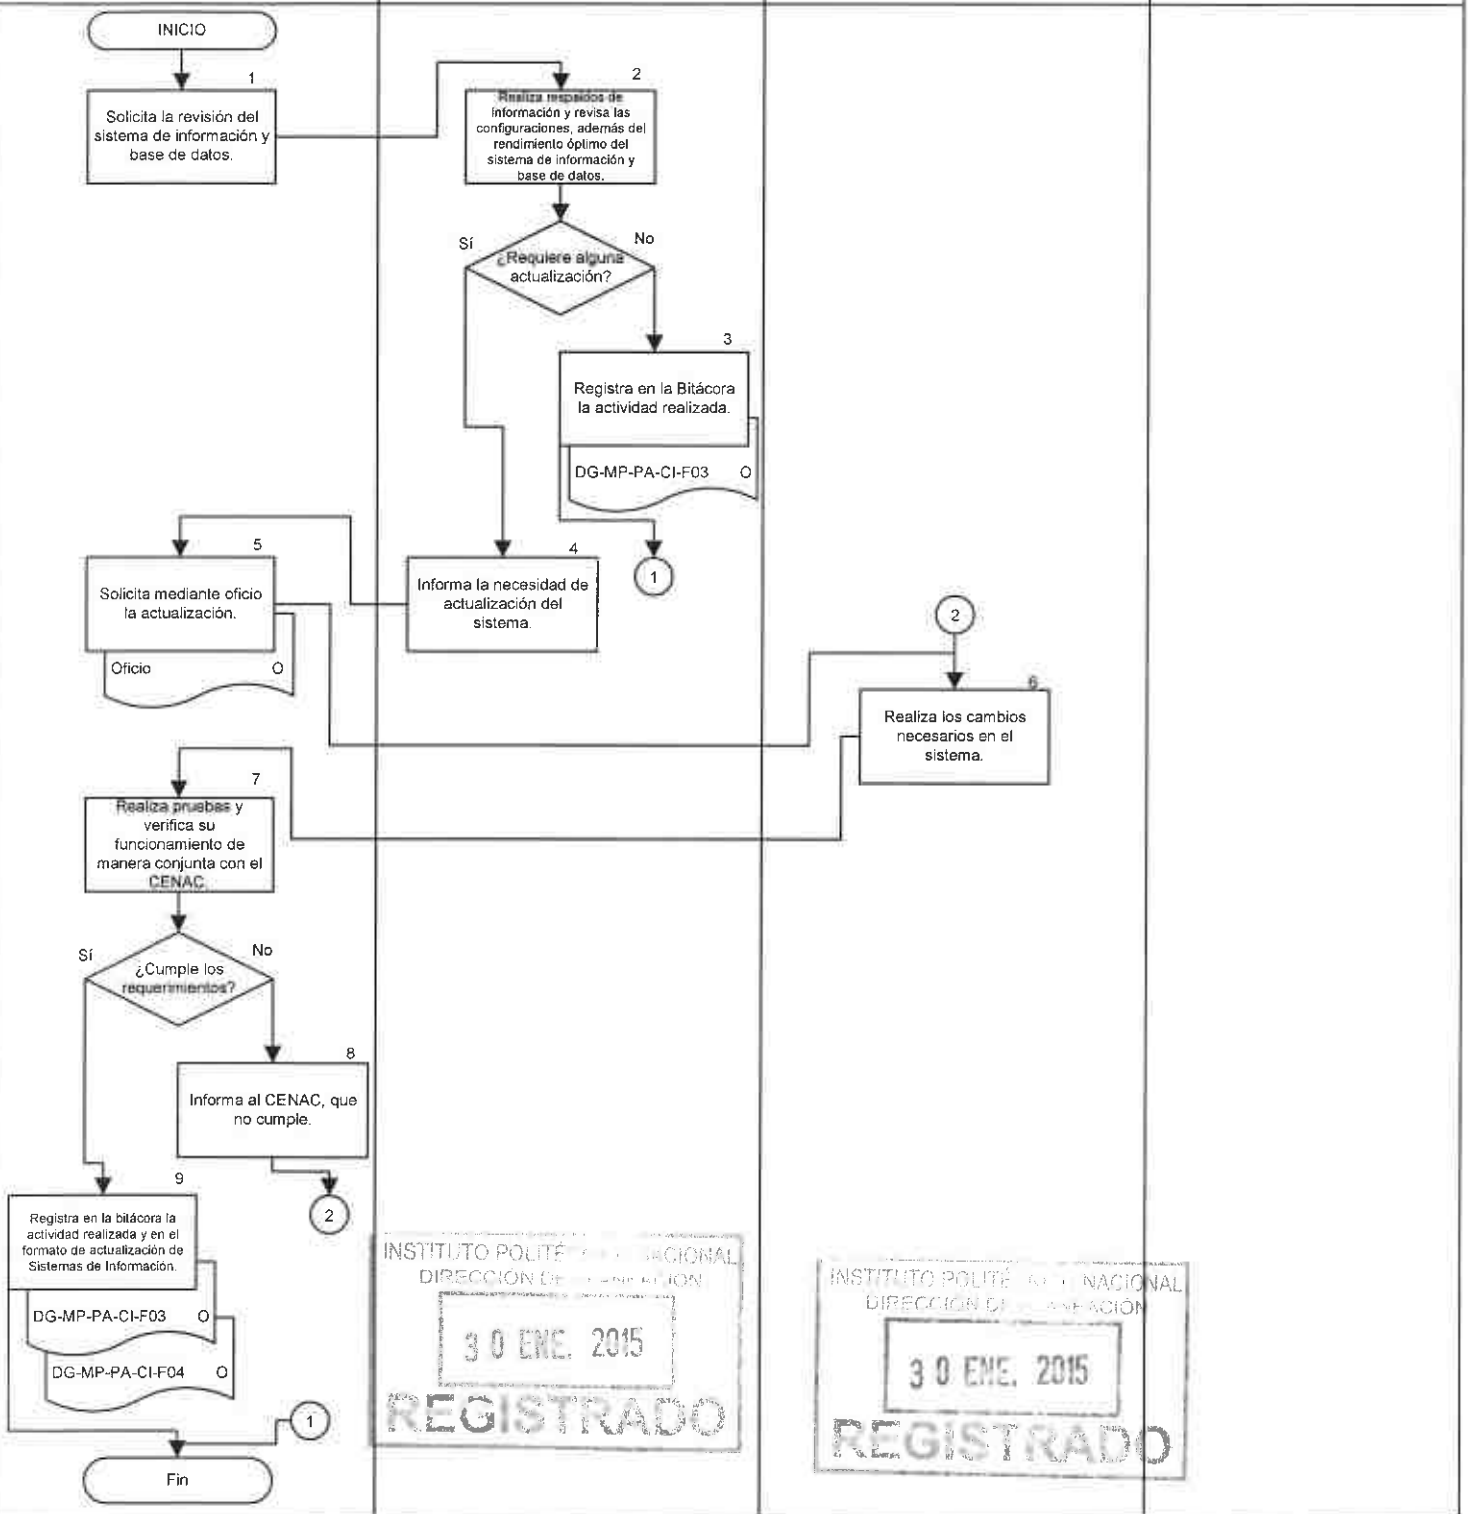 INICIO
1
Solicita la revisión del
sistema de información y
base de datos.
2
Realiza respaldos de
información y revisa las
configuraciones, además del
rendimiento óptimo del
sistema de información y
base de datos.
Sí
No
¿Requiere alguna
actualización?
3
Registra en la Bitácora
la actividad realizada.
DG-MP-PA-CI-F03 O
1
4
Informa la necesidad de
actualización del
sistema.
5
Solicita mediante oficio
la actualización.
Oficio O
2
6
Realiza los cambios
necesarios en el
sistema.
7
Realiza pruebas y
verifica su
funcionamiento de
manera conjunta con el
CENAC.
Sí
No
¿Cumple los
requerimientos?
8
Informa al CENAC, que
no cumple.
2
9
Registra en la bitácora la
actividad realizada y en el
formato de actualización de
Sistemas de Información.
DG-MP-PA-CI-F03 O
DG-MP-PA-CI-F04 O
1
Fin
INSTITUTO NACIONAL
DIRECCIÓN
30 ENE. 2015
REGISTRADO
INSTITUTO NACIONAL
DIRECCIÓN
30 ENE. 2015
REGISTRADO